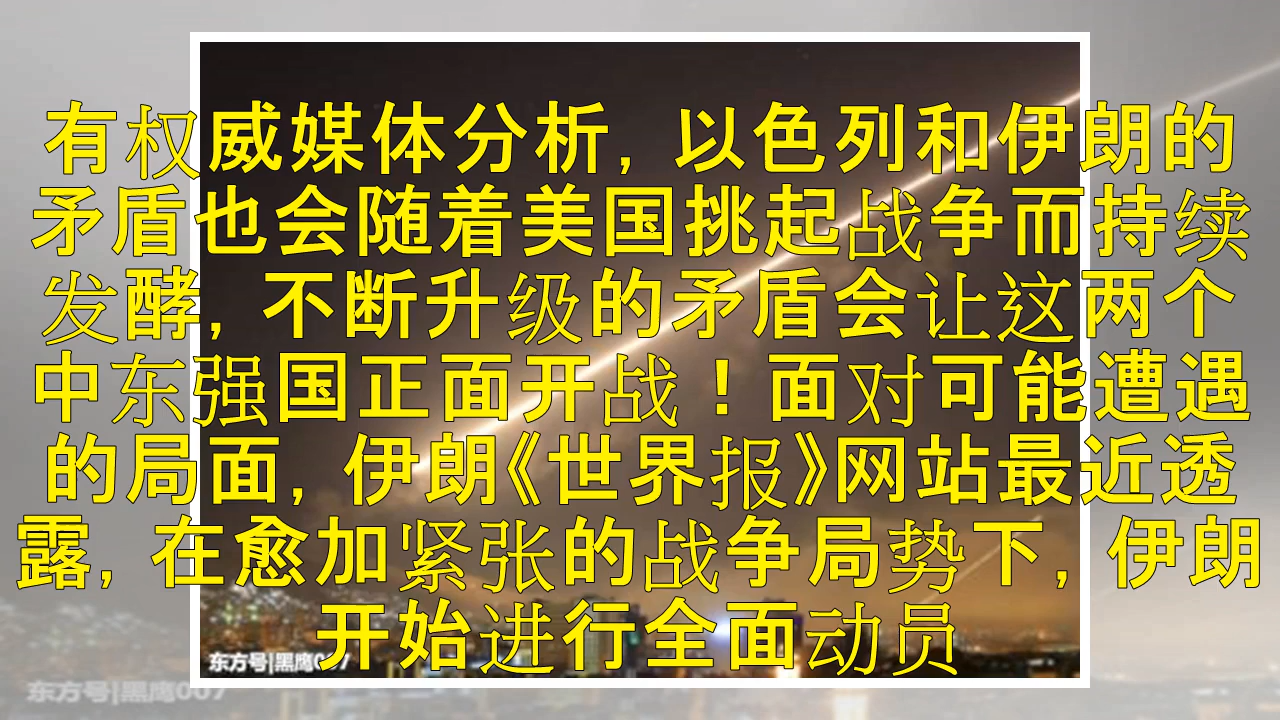 有权威媒体分析,以色列和伊朗的
矛盾也会随着美国挑起战争而持续
发酵,不断升级的矛盾会让这两个
中东强国正面开战!面对可能遭遇
的局面,伊朗《世界报》网站最近透
露,在愈加紧张的战争局势下,伊朗
开始进行全面动员
东方号|黑鹰007
东方号|黑鹰007